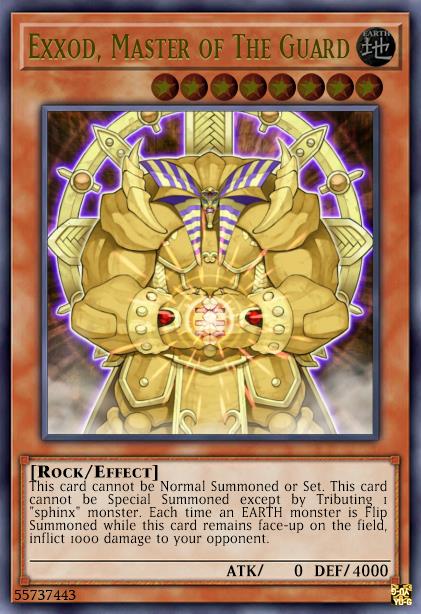 EXXOD, MASTER OF THE GUARD
EARTH
地
[ROCK/EFFECT]
This card cannot be Normal Summoned or Set. This card
cannot be Special Summoned except by Tributing 1
"sphinx" monster. Each time an EARTH monster is Flip
Summoned while this card remains face-up on the field,
inflict 1000 damage to your opponent.
ATK/ 0 DEF/4000
55737443